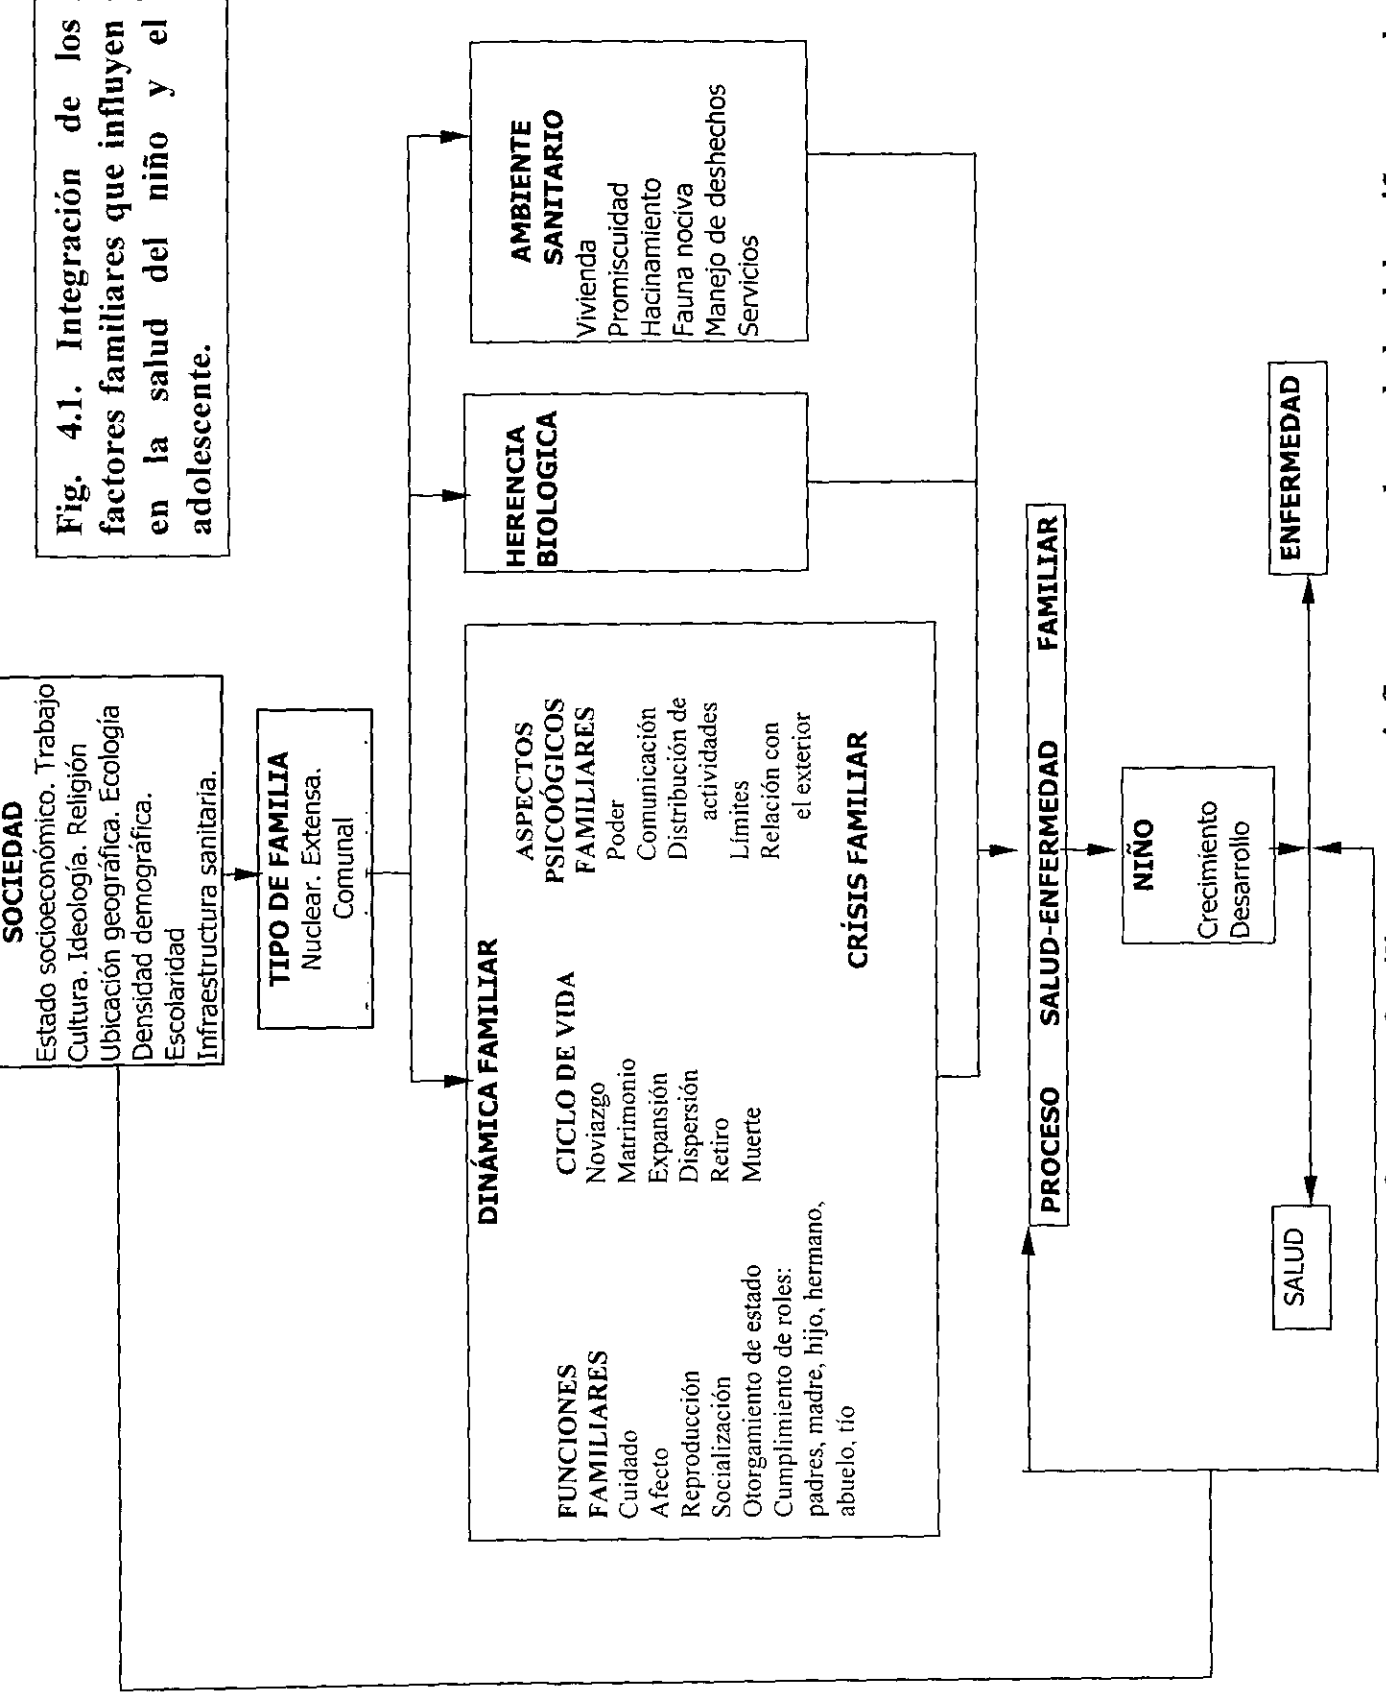 Fig. 4.1. Integración de los
factores familiares que influyen
en la salud del niño y el
adolescente.
SOCIEDAD
Estado socioeconómico. Trabajo
Cultura. Ideología. Religión
Ubicación geográfica. Ecología
Densidad demográfica.
Escolaridad
Infraestructura sanitaria.
TIPO DE FAMILIA
Nuclear. Extensa.
Comunal
DINÁMICA FAMILIAR
FUNCIONES
FAMILIARES
Cuidado
Afecto
Reproducción
Socialización
Otorgamiento de estado
Cumplimiento de roles:
padres, madre, hijo, hermano,
abuelo, tío
CICLO DE VIDA
Noviazgo
Matrimonio
Expansión
Dispersión
Retiro
Muerte
ASPECTOS
PSICOÓGICOS
FAMILIARES
Poder
Comunicación
Distribución de
actividades
Límites
Relación con
el exterior
CRÍSIS FAMILIAR
HERENCIA
BIOLOGICA
AMBIENTE
SANITARIO
Vivienda
Promiscuidad
Hacinamiento
Fauna nociva
Manejo de deshechos
Servicios
PROCESO SALUD-ENFERMEDAD FAMILIAR
NIÑO
Crecimiento
Desarrollo
SALUD
ENFERMEDAD